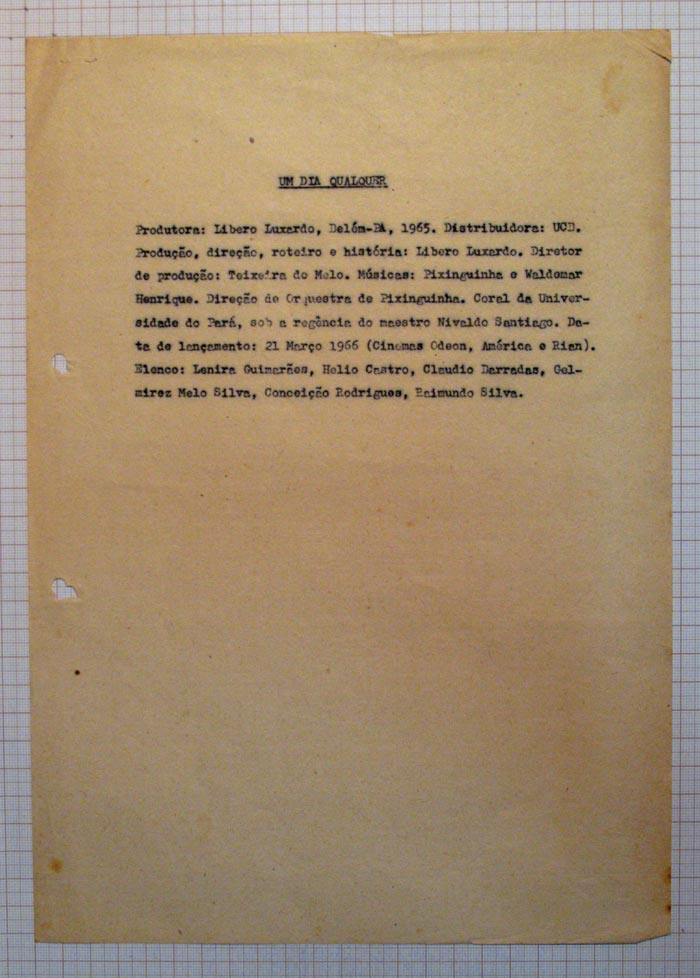 UM DIA QUALQUER
Produtora: Libero Luxardo, Belém-PA, 1965. Distribuidora: UCB.
Produção, direção, roteiro e história: Libero Luxardo. Diretor
de produção: Teixeira de Melo. Músicas: Pixinguinha e Waldemar
Henrique. Direção de Orquestra de Pixinguinha. Coral da Univer-
sidade do Pará, sob a regência do maestro Nivaldo Santiago. Da-
ta de lançamento: 21 Março 1966 (Cinemas Odeon, América e Rian).
Elenco: Lenira Guimarães, Helio Castro, Claudio Barradas, Gel-
mirez Melo Silva, Conceição Rodrigues, Raimundo Silva.